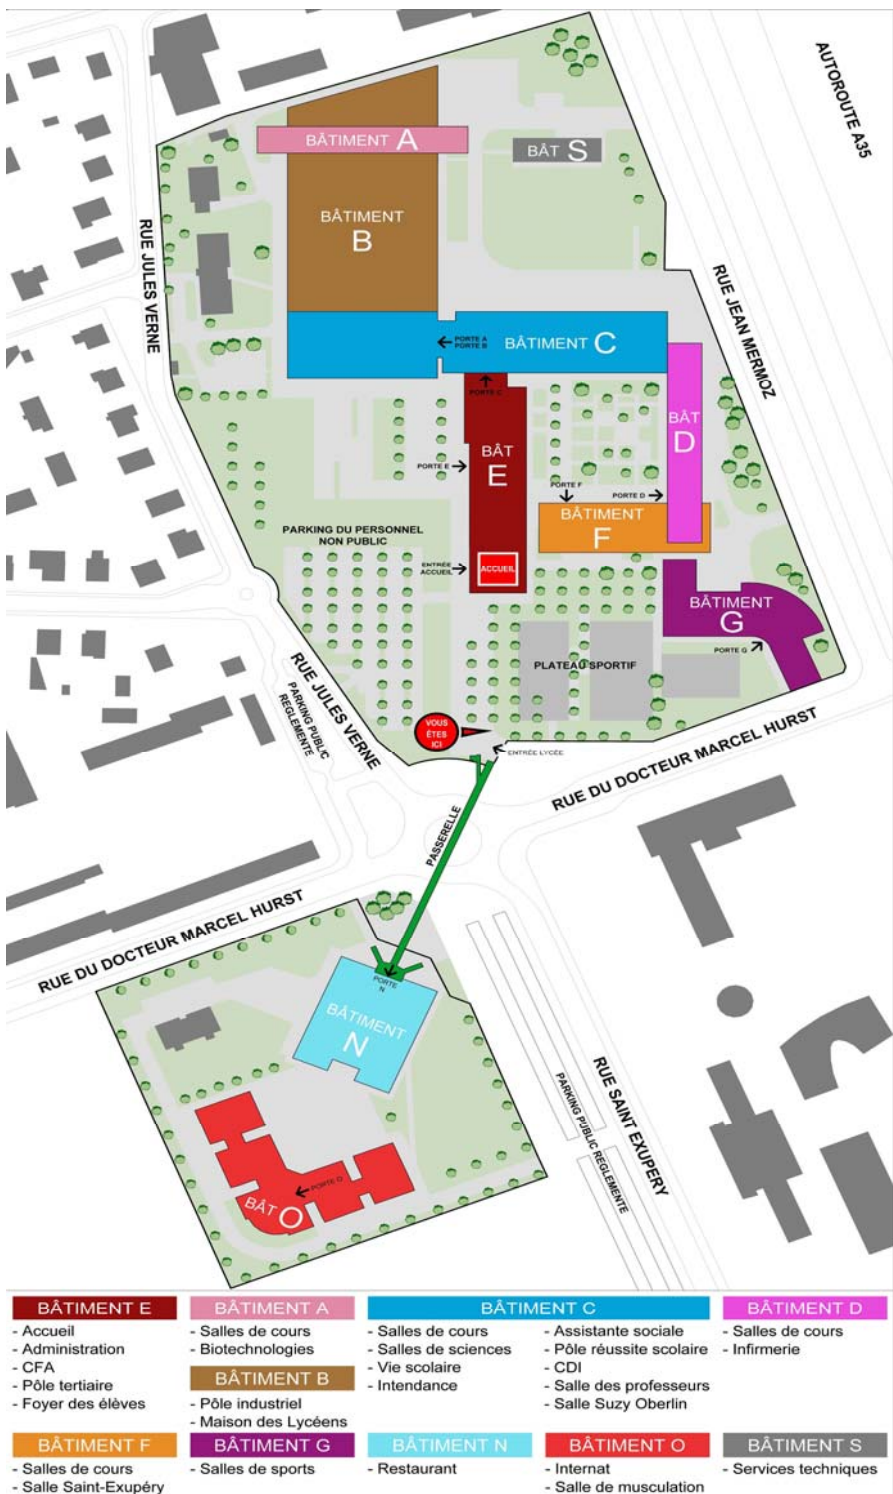 AUTOROUTE A35
BÂTIMENT A
BÂT S
BÂTIMENT
B
RUE JULES VERNE
RUE JEAN MERMOZ
PORTE A
PORTE B
BÂTIMENT C
PORTE C
BÂT
D
BÂT
E
PORTE E
PORTE F
PORTE D
BÂTIMENT
F
PARKING DU PERSONNEL
NON PUBLIC
ENTRÉE
ACCUEIL
ACCUEIL
BÂTIMENT
G
PORTE G
PLATEAU SPORTIF
RUE JULES VERNE
PARKING PUBLIC
REGLEMENTE
VOUS
ÊTES
ICI
ENTRÉE LYCÉE
RUE DU DOCTEUR MARCEL HURST
PASSERELLE
RUE DU DOCTEUR MARCEL HURST
PORTE
N
BÂTIMENT
N
RUE SAINT EXUPERY
PARKING PUBLIC REGLEMENTE
PORTE O
BÂT O
BÂTIMENT E
- Accueil
- Administration
- CFA
- Pôle tertiaire
- Foyer des élèves
BÂTIMENT A
- Salles de cours
- Biotechnologies
BÂTIMENT B
- Pôle industriel
- Maison des Lycéens
BÂTIMENT C
- Salles de cours
- Salles de sciences
- Vie scolaire
- Intendance
- Assistante sociale
- Pôle réussite scolaire
- CDI
- Salle des professeurs
- Salle Suzy Oberlin
BÂTIMENT D
- Salles de cours
- Infirmerie
BÂTIMENT F
- Salles de cours
- Salle Saint-Exupéry
BÂTIMENT G
- Salles de sports
BÂTIMENT N
- Restaurant
BÂTIMENT O
- Internat
- Salle de musculation
BÂTIMENT S
- Services techniques